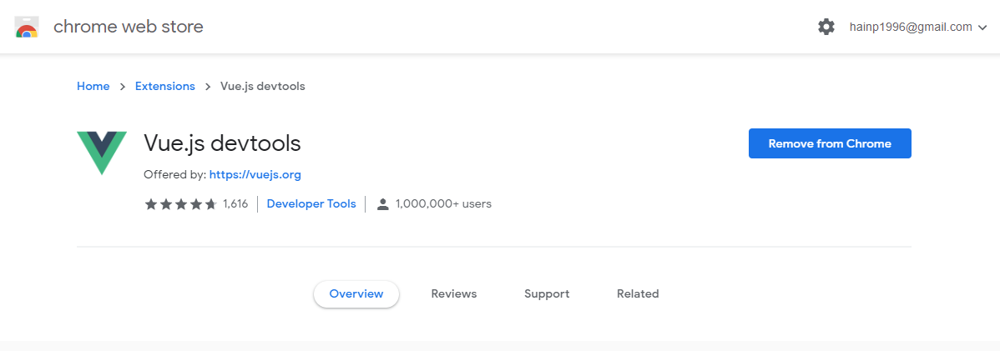 chrome web store
hainp1996@gmail.com
Home > Extensions > Vue.js devtools
Vue.js devtools
Remove from Chrome
Offered by: https://vuejs.org
1,616 | Developer Tools | 1,000,000+ users
Overview Reviews Support Related